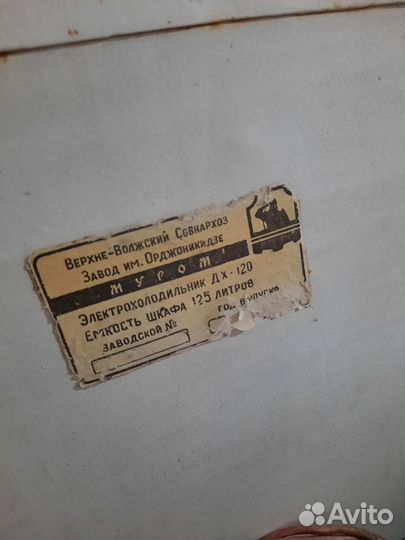 Верхне-Волжский Совнархоз
Завод им. Орджоникидзе
МУРОМ
Электрохолодильник ДХ-120
Емкость шкафа 125 литров
Заводской № год выпуска
Avito